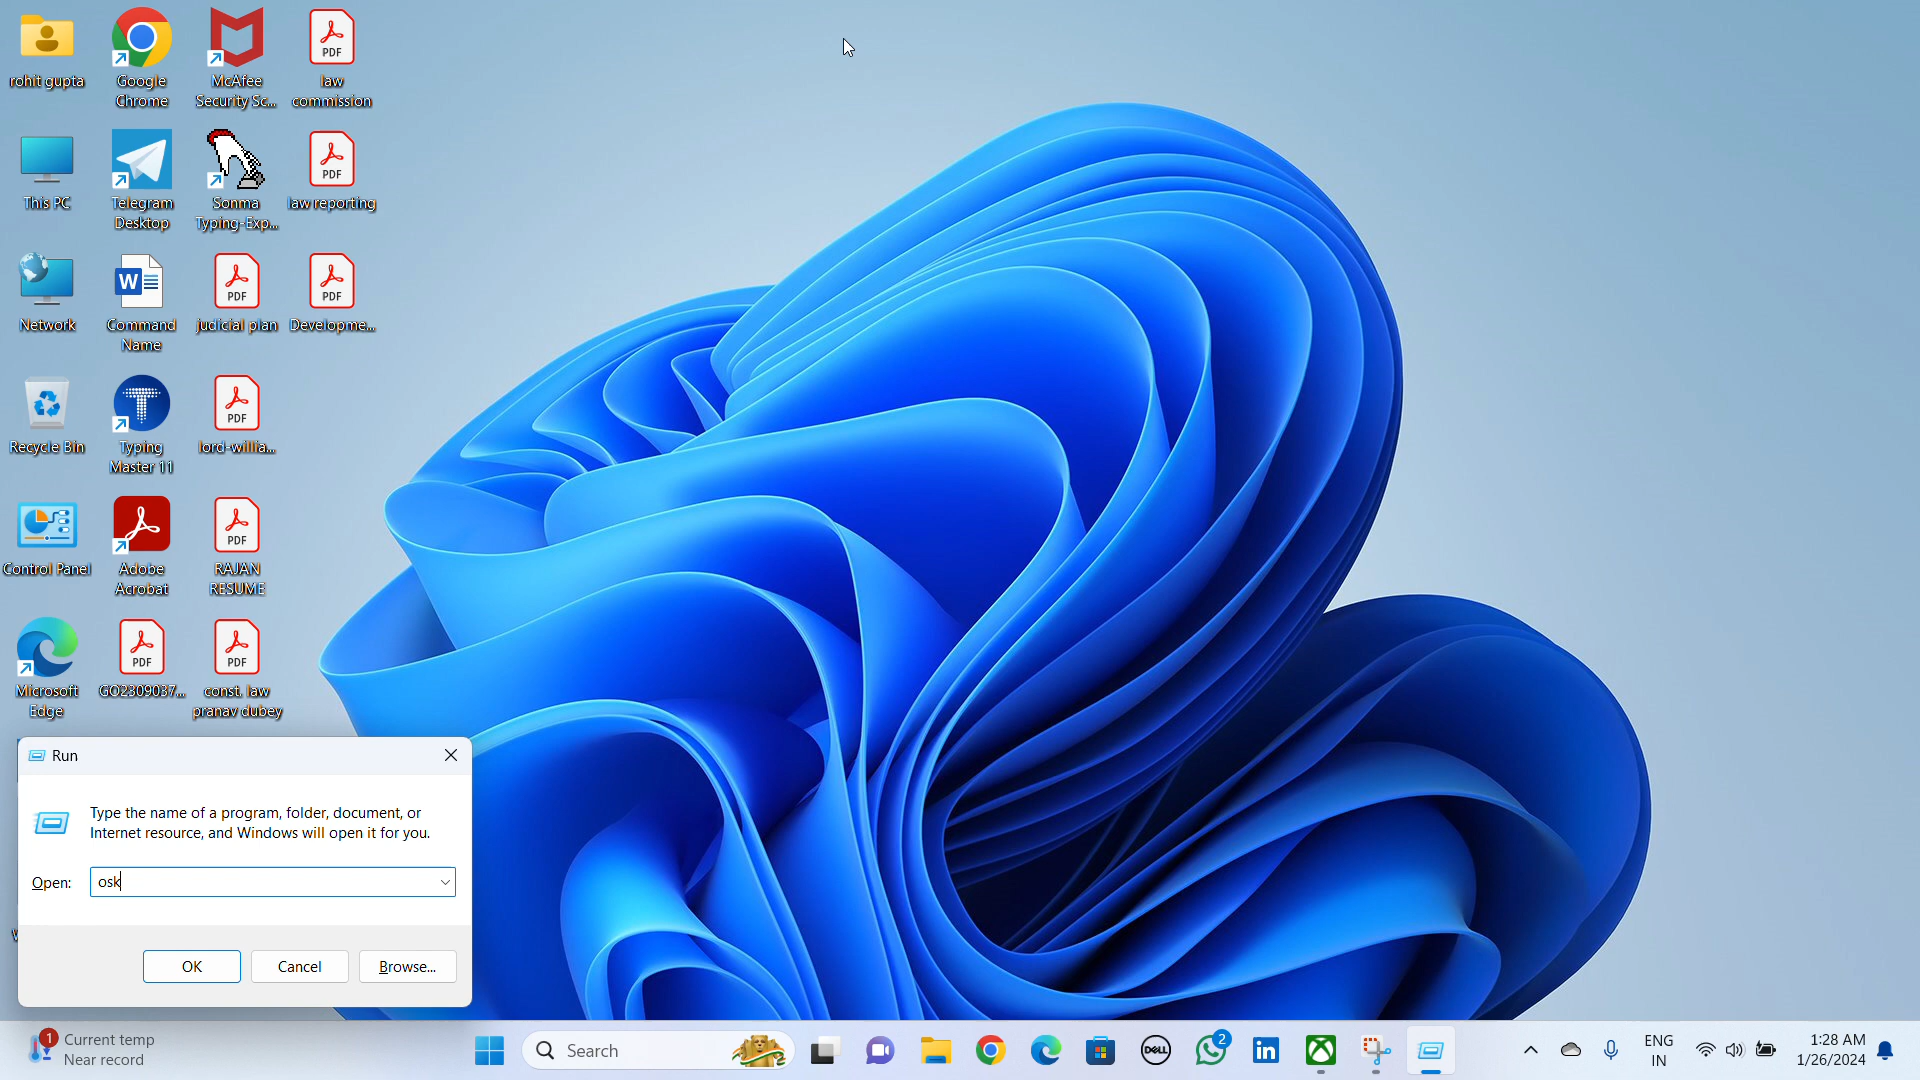 rohit gupta
Google
Chrome
McAfee
Security Sc...
PDF
law
commission
This PC
Telegram
Desktop
Sonma
Typing-Exp...
PDF
law reporting
Network
W
Command
Name
PDF
judicial plan
PDF
Developme...
Recycle Bin
T
Typing
Master 11
PDF
lord-willia...
Control Panel
Adobe
Acrobat
PDF
RAJAN
RESUME
Microsoft
Edge
PDF
GO2309037...
PDF
const. law
pranav dubey
Run
Type the name of a program, folder, document, or
Internet resource, and Windows will open it for you.
Open:
osk
OK
Cancel
Browse...
1
Current temp
Near record
Search
DELL
2
in
ENG
IN
1:28 AM
1/26/2024